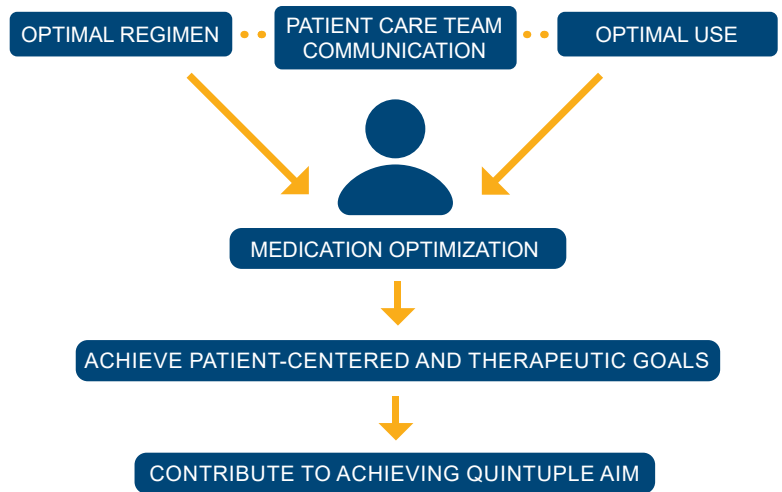 OPTIMAL REGIMEN
PATIENT CARE TEAM
COMMUNICATION
OPTIMAL USE
MEDICATION OPTIMIZATION
ACHIEVE PATIENT-CENTERED AND THERAPEUTIC GOALS
CONTRIBUTE TO ACHIEVING QUINTUPLE AIM